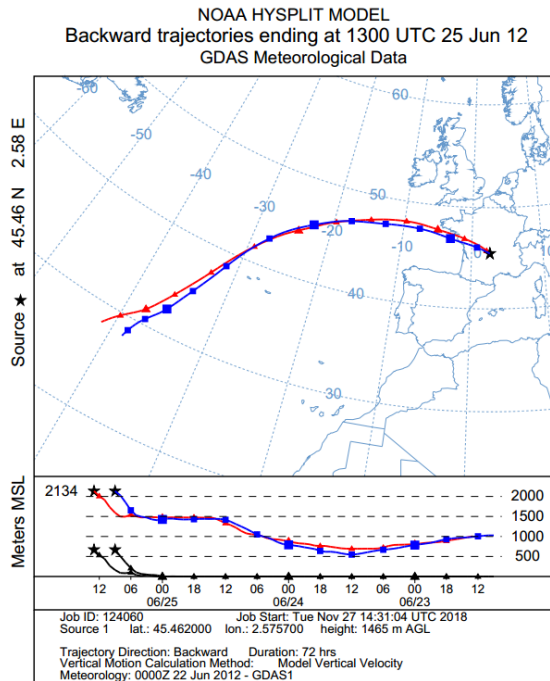 NOAA HYSPLIT MODEL
Backward trajectories ending at 1300 UTC 25 Jun 12
GDAS Meteorological Data
Source ★ at 45.46 N 2.58 E
-60
-50
-40
-30
-20
-10
0
60
50
40
30
Meters MSL
2134
2000
1500
1000
500
12 06 00 18 12 06 00 18 12 06 00 18 12
06/25 06/24 06/23
Job ID: 124060 Job Start: Tue Nov 27 14:31:04 UTC 2018
Source 1 lat.: 45.462000 lon.: 2.575700 height: 1465 m AGL
Trajectory Direction: Backward Duration: 72 hrs
Vertical Motion Calculation Method: Model Vertical Velocity
Meteorology: 0000Z 22 Jun 2012 - GDAS1